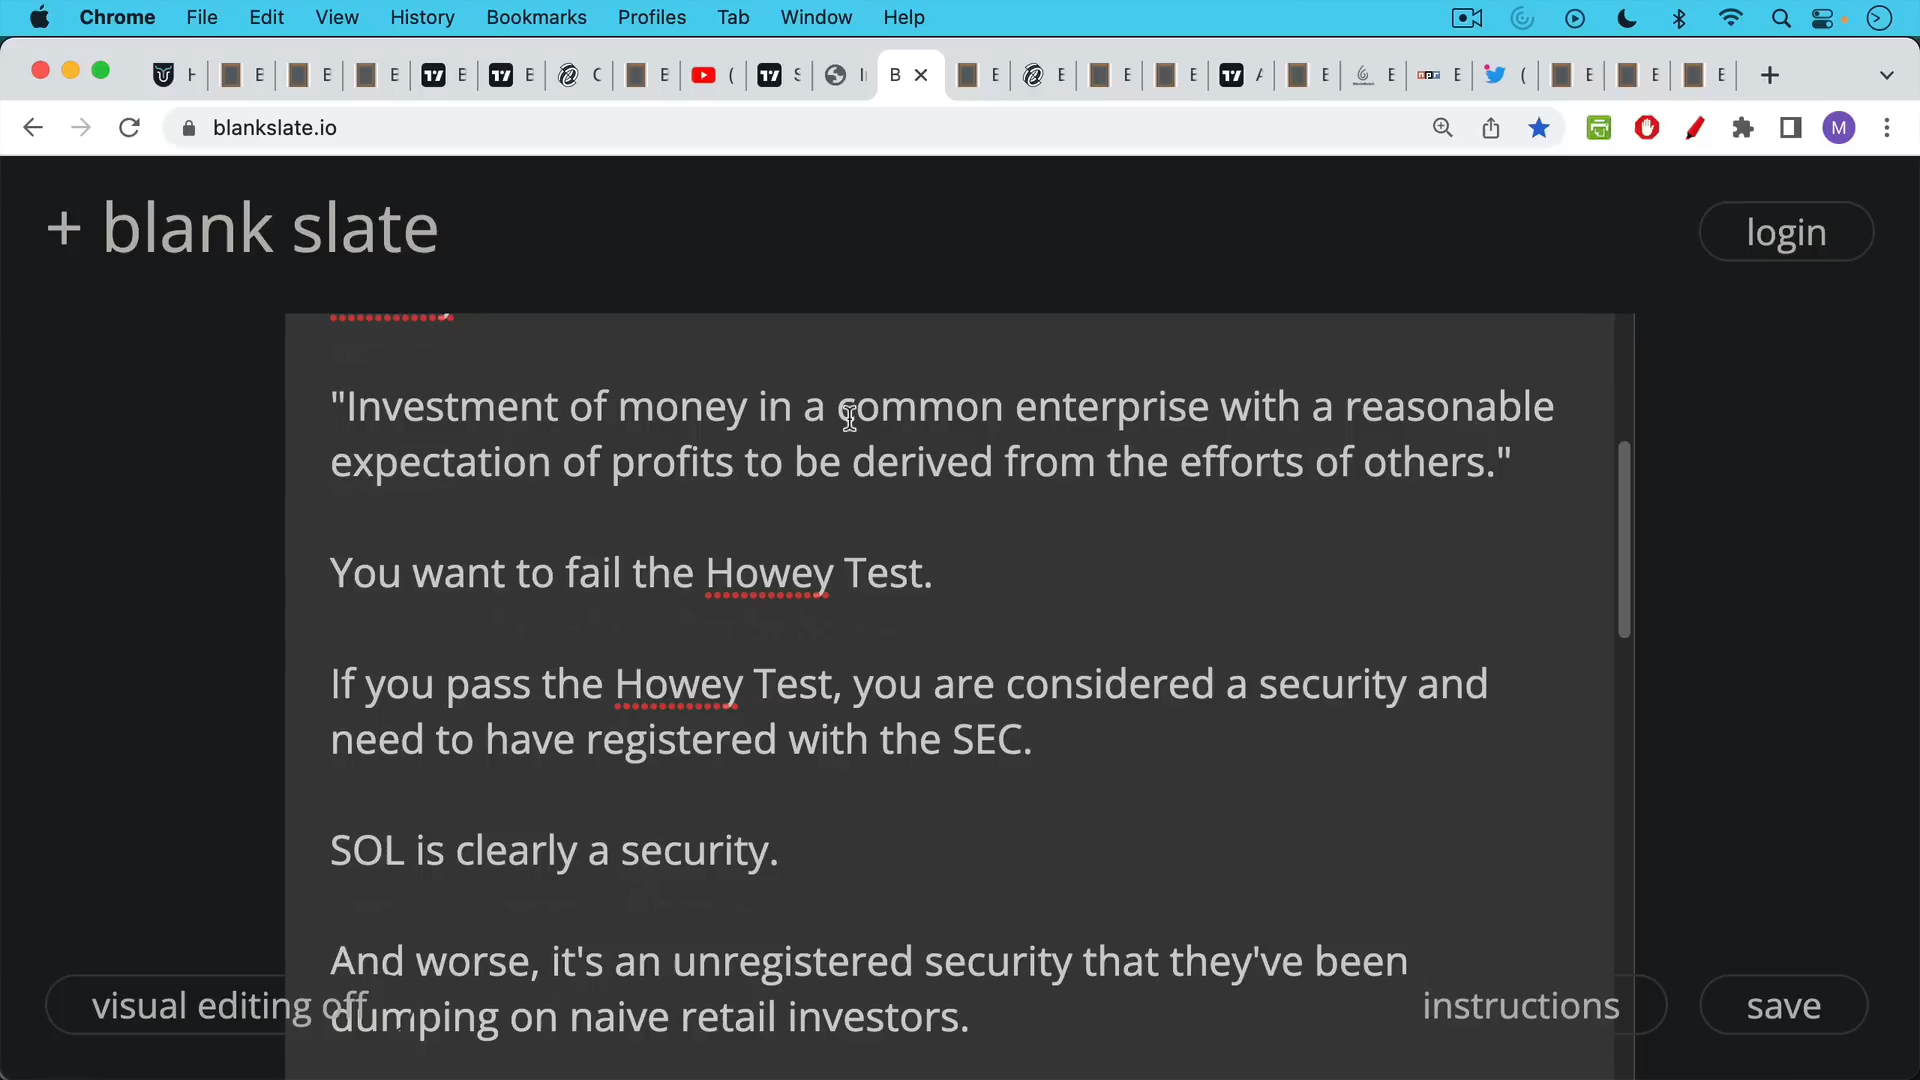 Chrome File Edit View History Bookmarks Profiles Tab Window Help
H E E E E E C E ( S I B E E E E A E E E ( E E E
blankslate.io
M
+ blank slate
login
"Investment of money in a common enterprise with a reasonable
expectation of profits to be derived from the efforts of others."
You want to fail the Howey Test.
If you pass the Howey Test, you are considered a security and
need to have registered with the SEC.
SOL is clearly a security.
And worse, it's an unregistered security that they've been
dumping on naive retail investors.
visual editing off
instructions
save